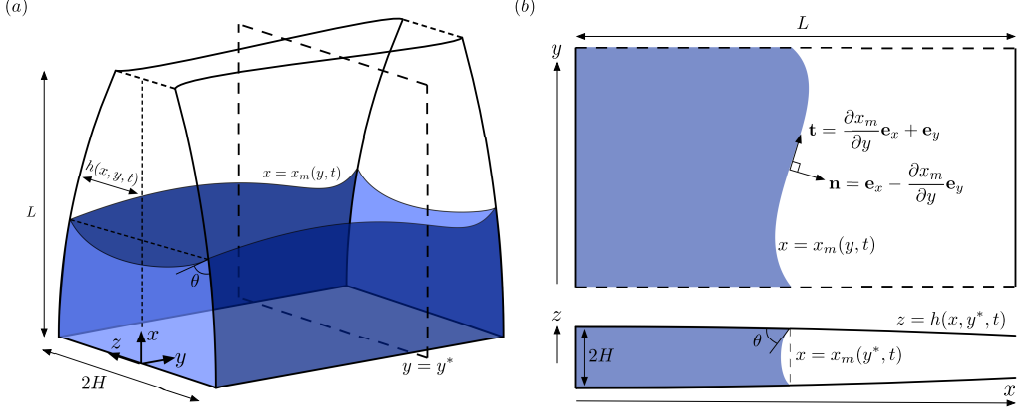 (a)
L
h(x, y, t)
x = x_m(y, t)
θ
x
z
y
2H
y = y*
(b)
L
y
t = ∂x_m/∂y e_x + e_y
n = e_x − ∂x_m/∂y e_y
x = x_m(y, t)
z
z = h(x, y*, t)
θ
2H
x = x_m(y*, t)
x